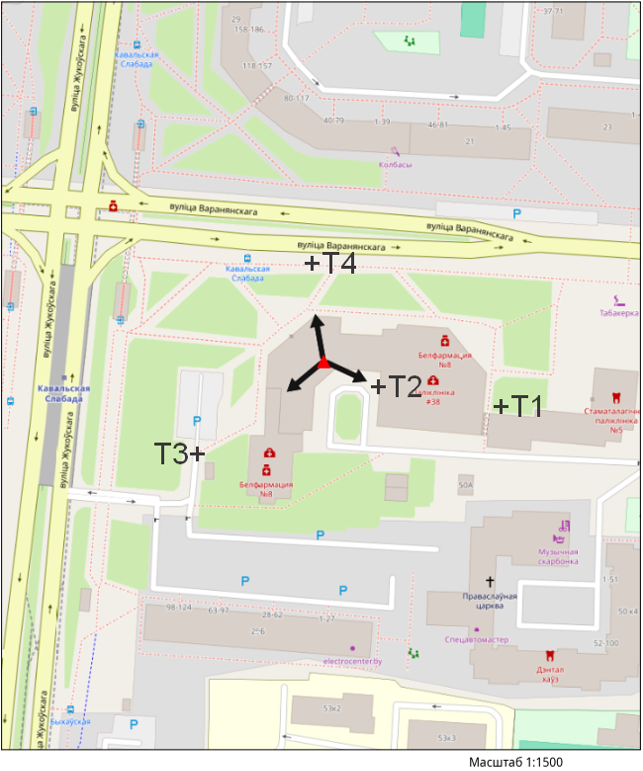 37-71
29
158-186
118-157
Кавальская
Слабада
вуліца Жукоўскага
80-117
40-79
1-39
46-81
1-45
21
23
Колбасы
вуліца Варанянскага
P
вуліца Варанянскага
вуліца Варанянскага
+T4
Кавальская
Слабада
Табакерка
вуліца Жукоўскага
Белфармацыя
№8
Кавальская
Слабада
+T2
паліклініка
#38
+T1
Стаматалагічн
паліклініка
№5
P
вуліца Жукоўскага
T3+
Белфармацыя
№8
50А
P
Музычная
скарбонка
P
P
Праваслаўная
царква
1-51
50 к4
98-124
63-97
28-62
1-27
Спецавтомастер
52-100
electrocenter.by
Дэнтал
хаўз
Быхаўская
P
53к2
53к3
Масштаб 1:1500